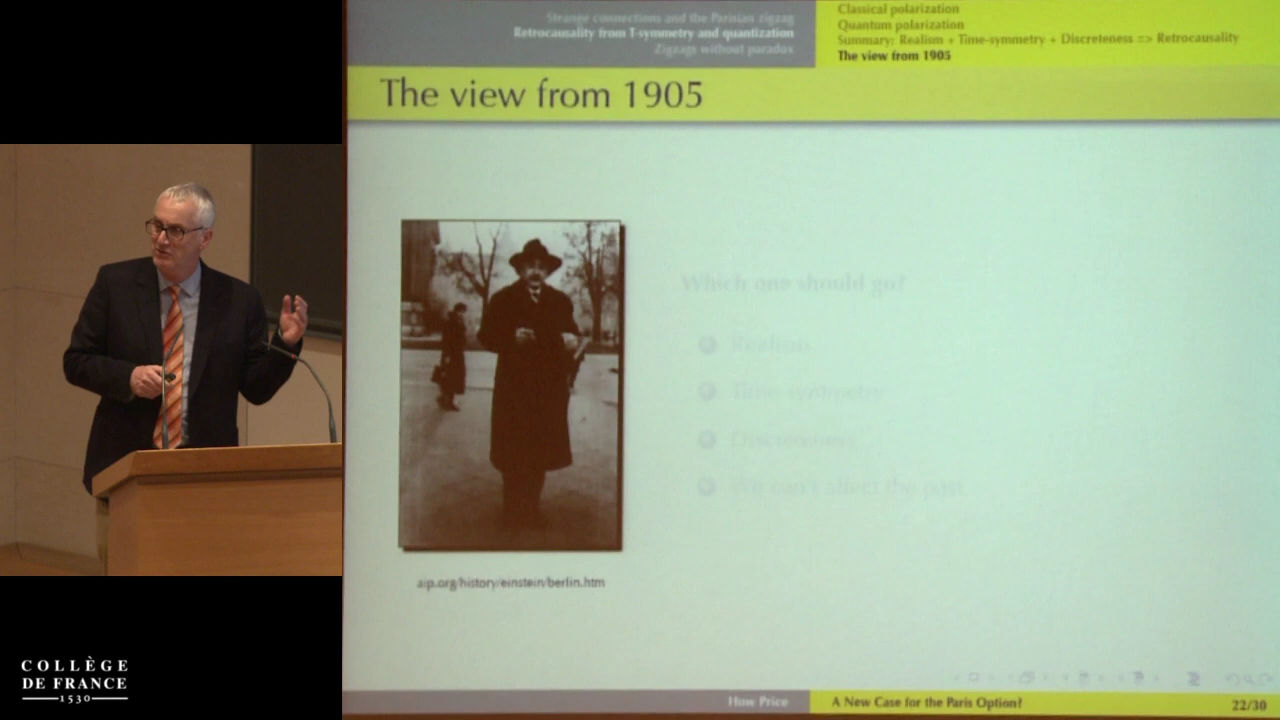 Strange connections and the Parisian zigzag
Retrocausality from T-symmetry and quantization
Zigzags without paradox
Classical polarization
Quantum polarization
Summary: Realism + Time-symmetry + Discreteness => Retrocausality
The view from 1905
The view from 1905
Which one should go?
Realism
Time-symmetry
Discreteness
We can't affect the past
aip.org/history/einstein/berlin.htm
COLLÈGE
DE FRANCE
1530
Huw Price
A New Case for the Paris Option?
22/30